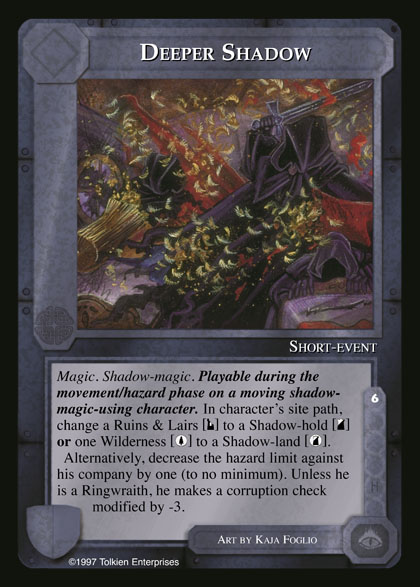 DEEPER SHADOW
SHORT-EVENT
Magic. Shadow-magic. Playable during the
movement/hazard phase on a moving shadow-
magic-using character. In character's site path,
change a Ruins & Lairs [] to a Shadow-hold []
or one Wilderness [] to a Shadow-land [].
Alternatively, decrease the hazard limit against
his company by one (to no minimum). Unless he
is a Ringwraith, he makes a corruption check
modified by -3.
6
H
ART BY KAJA FOGLIO
©1997 Tolkien Enterprises